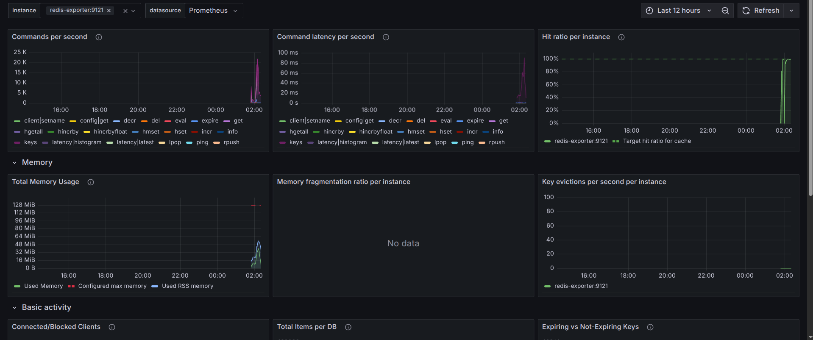 instance redis-exporter:9121 × × datasource Prometheus Last 12 hours Refresh
Commands per second
25 K
20 K
15 K
10 K
5 K
0
16:00 18:00 20:00 22:00 00:00 02:00
client|setname config|get decr del eval expire get
hgetall hincrby hincrbyfloat hmset hset incr info
keys latency|histogram latency|latest lpop ping rpush
Command latency per second
100 ms
80 ms
60 ms
40 ms
20 ms
0 s
16:00 18:00 20:00 22:00 00:00 02:00
client|setname config|get decr del eval expire get
hgetall hincrby hincrbyfloat hmset hset incr info
keys latency|histogram latency|latest lpop ping rpush
Hit ratio per instance
100%
80%
60%
40%
20%
0%
16:00 18:00 20:00 22:00 00:00 02:00
redis-exporter:9121 Target hit ratio for cache
Memory
Total Memory Usage
128 MiB
112 MiB
96 MiB
80 MiB
64 MiB
48 MiB
32 MiB
16 MiB
0 B
16:00 18:00 20:00 22:00 00:00 02:00
Used Memory Configured max memory Used RSS memory
Memory fragmentation ratio per instance
No data
Key evictions per second per instance
100
80
60
40
20
0
16:00 18:00 20:00 22:00 00:00 02:00
redis-exporter:9121
Basic activity
Connected/Blocked Clients
Total Items per DB
Expiring vs Not-Expiring Keys